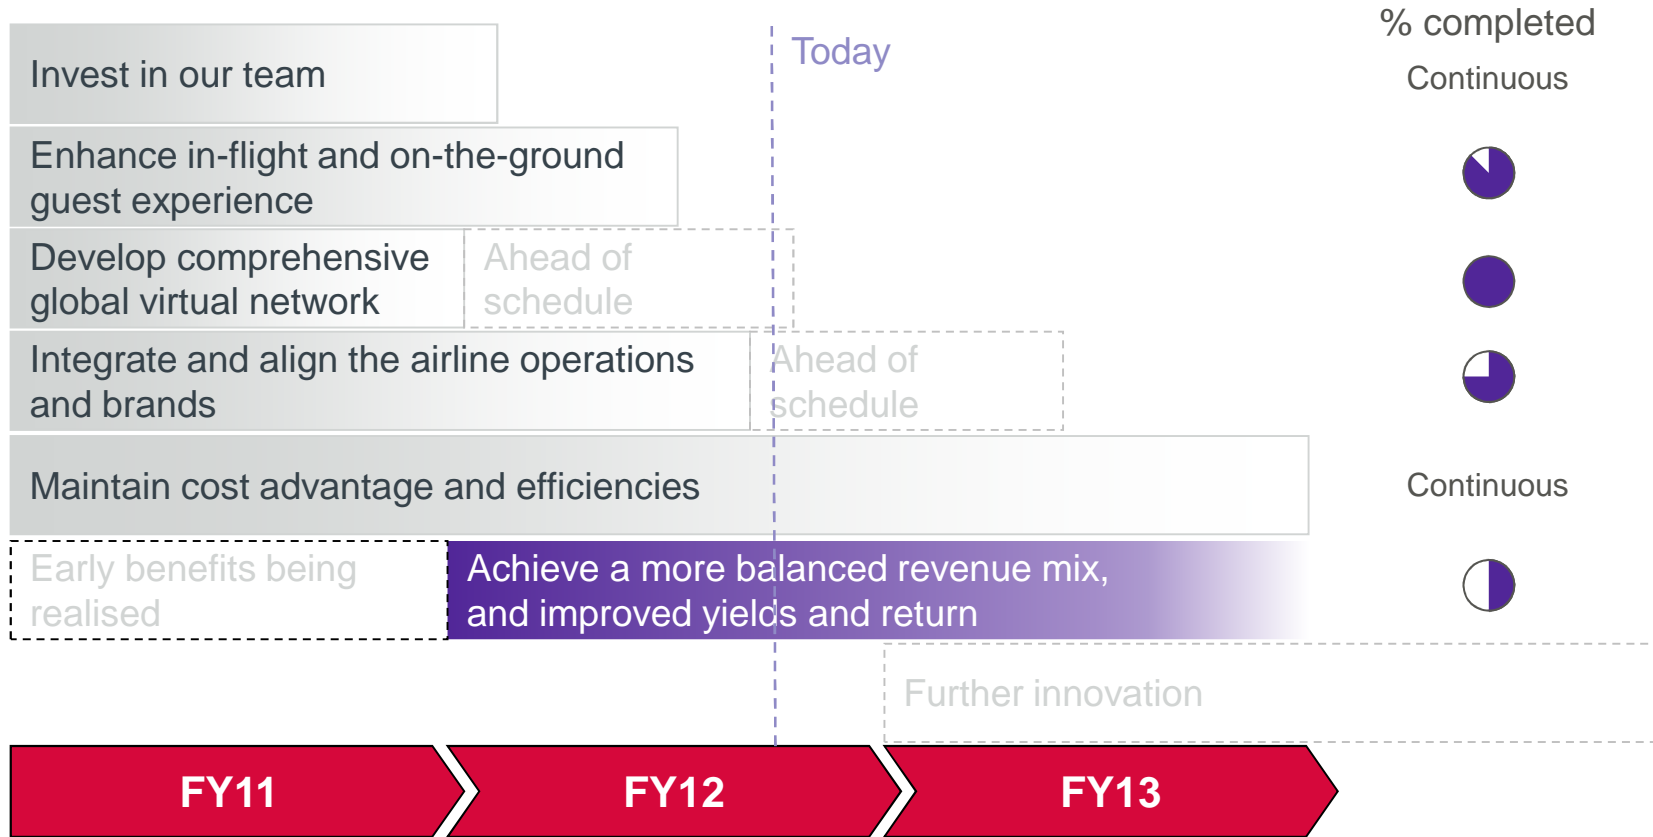 % completed
Today
Invest in our team
Continuous
Enhance in-flight and on-the-ground
guest experience
Develop comprehensive
global virtual network
Ahead of
schedule
Integrate and align the airline operations
and brands
Ahead of
schedule
Maintain cost advantage and efficiencies
Continuous
Early benefits being
realised
Achieve a more balanced revenue mix,
and improved yields and return
Further innovation
FY11
FY12
FY13